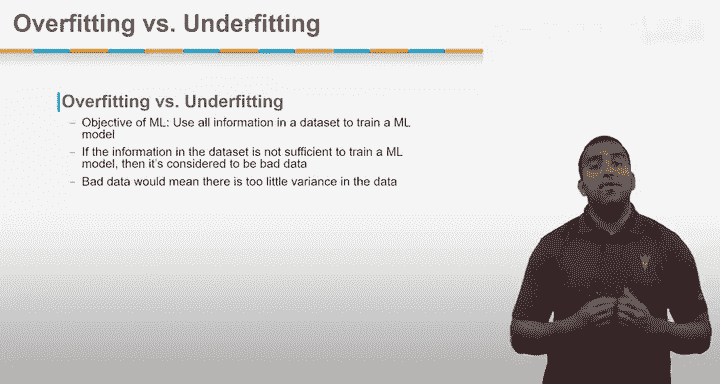 Overfitting vs. Underfitting
Overfitting vs. Underfitting
– Objective of ML: Use all information in a dataset to train a ML
model
– If the information in the dataset is not sufficient to train a ML
model, then it's considered to be bad data
– Bad data would mean there is too little variance in the data